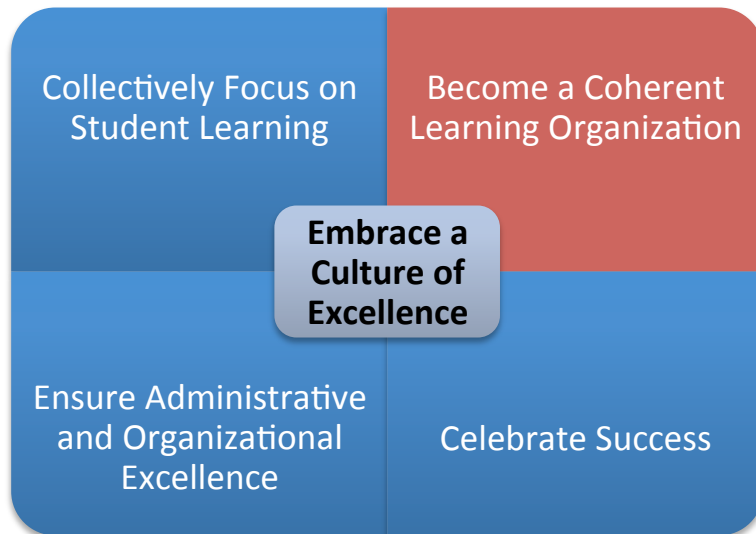 Collectively Focus on
Student Learning
Become a Coherent
Learning Organization
Embrace a
Culture of
Excellence
Ensure Administrative
and Organizational
Excellence
Celebrate Success